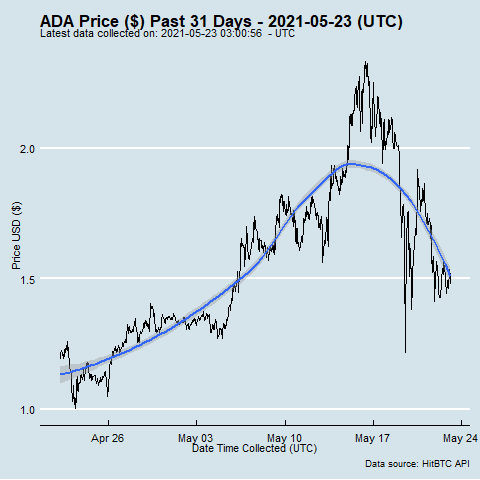 ADA Price ($) Past 31 Days - 2021-05-23 (UTC)
Latest data collected on: 2021-05-23 03:00:56 - UTC
Price USD ($)
2.0
1.5
1.0
Apr 26 May 03 May 10 May 17 May 24
Date Time Collected (UTC)
Data source: HitBTC API